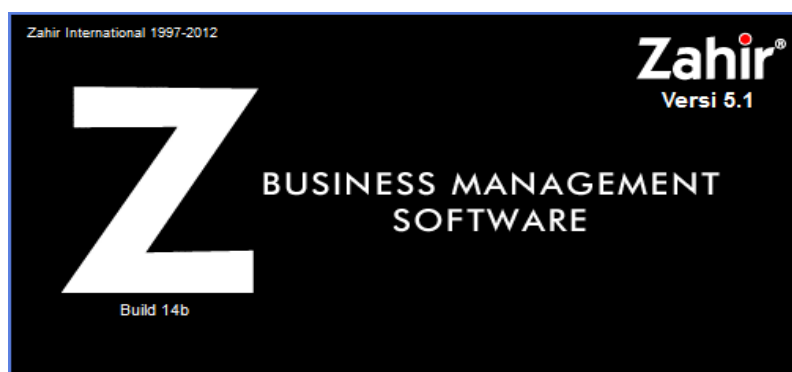 Zahir International 1997-2012
Zahir®
Versi 5.1
Z
BUSINESS MANAGEMENT
SOFTWARE
Build 14b